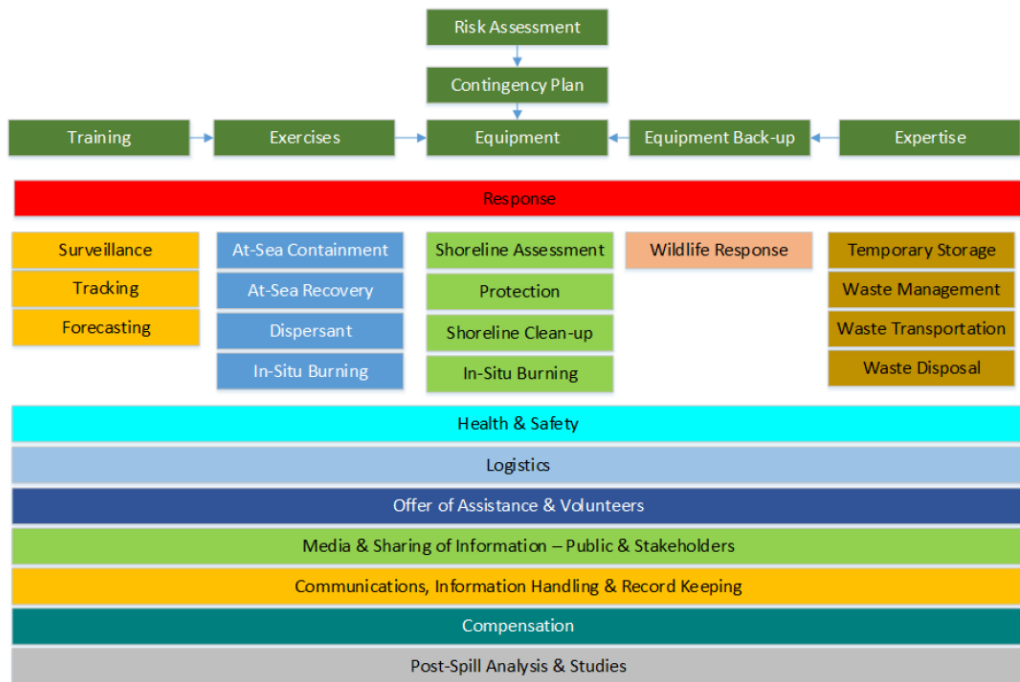 Risk Assessment
Contingency Plan
Training
Exercises
Equipment
Equipment Back-up
Expertise
Response
Surveillance
Tracking
Forecasting
At-Sea Containment
At-Sea Recovery
Dispersant
In-Situ Burning
Shoreline Assessment
Protection
Shoreline Clean-up
In-Situ Burning
Wildlife Response
Temporary Storage
Waste Management
Waste Transportation
Waste Disposal
Health & Safety
Logistics
Offer of Assistance & Volunteers
Media & Sharing of Information – Public & Stakeholders
Communications, Information Handling & Record Keeping
Compensation
Post-Spill Analysis & Studies